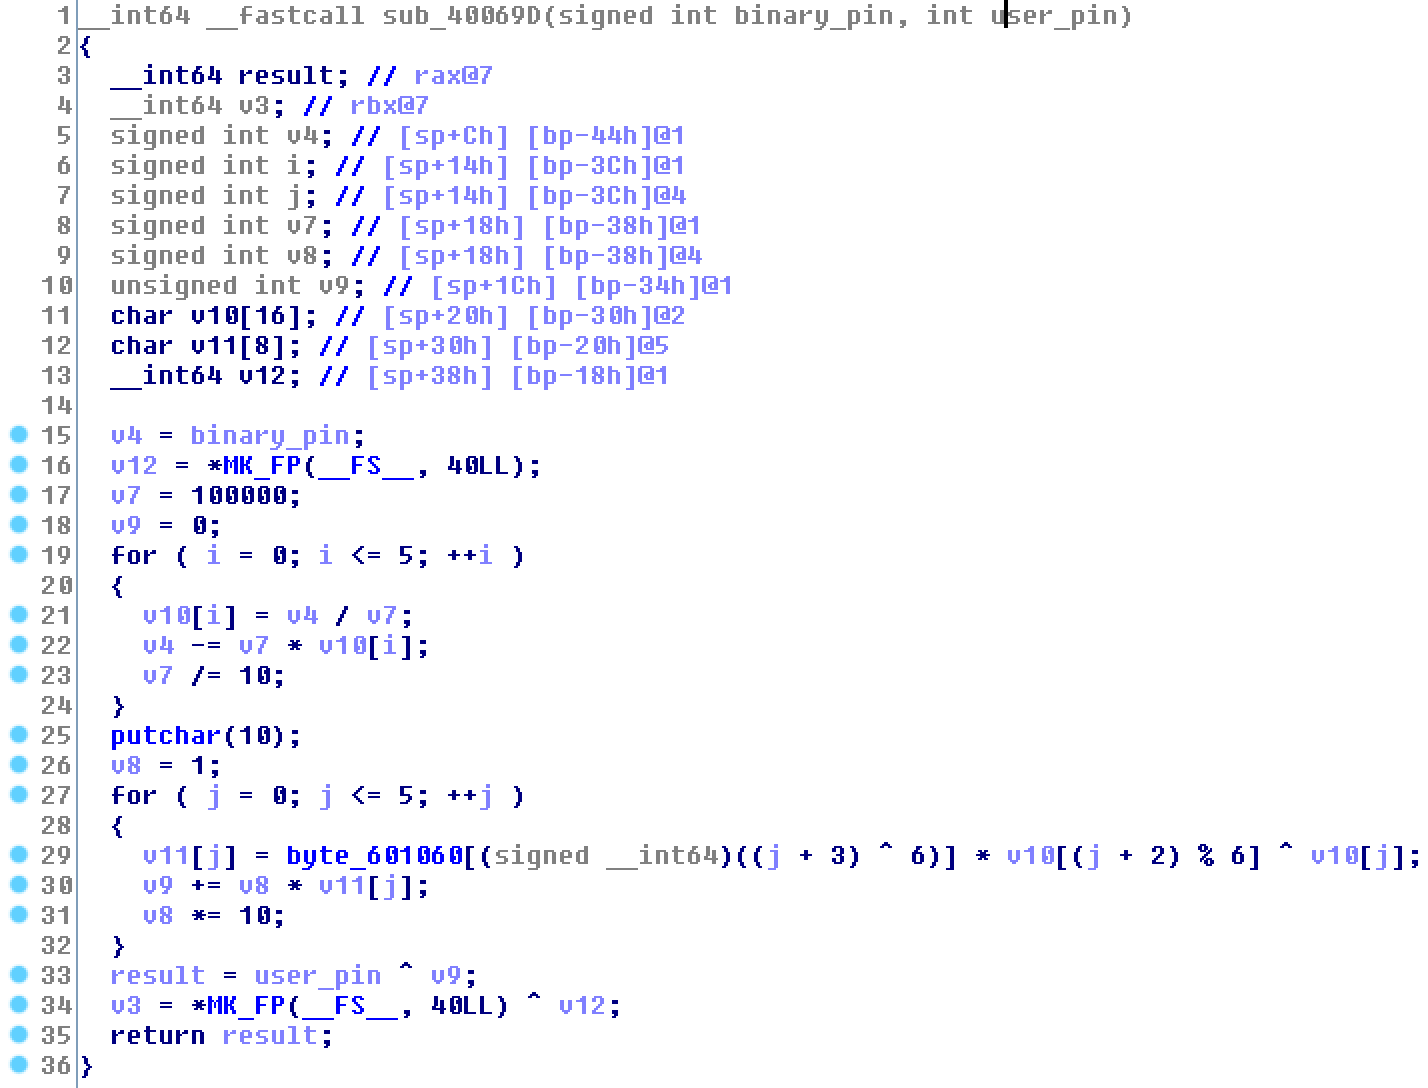 1 __int64 __fastcall sub_40069D(signed int binary_pin, int user_pin)
2 {
3   __int64 result; // rax@7
4   __int64 v3; // rbx@7
5   signed int v4; // [sp+Ch] [bp-44h]@1
6   signed int i; // [sp+14h] [bp-3Ch]@1
7   signed int j; // [sp+14h] [bp-3Ch]@4
8   signed int v7; // [sp+18h] [bp-38h]@1
9   signed int v8; // [sp+18h] [bp-38h]@4
10   unsigned int v9; // [sp+1Ch] [bp-34h]@1
11   char v10[16]; // [sp+20h] [bp-30h]@2
12   char v11[8]; // [sp+30h] [bp-20h]@5
13   __int64 v12; // [sp+38h] [bp-18h]@1
14
15   v4 = binary_pin;
16   v12 = *MK_FP(__FS__, 40LL);
17   v7 = 100000;
18   v9 = 0;
19   for ( i = 0; i <= 5; ++i )
20   {
21     v10[i] = v4 / v7;
22     v4 -= v7 * v10[i];
23     v7 /= 10;
24   }
25   putchar(10);
26   v8 = 1;
27   for ( j = 0; j <= 5; ++j )
28   {
29     v11[j] = byte_601060[(signed __int64)((j + 3) ^ 6)] * v10[(j + 2) % 6] ^ v10[j];
30     v9 += v8 * v11[j];
31     v8 *= 10;
32   }
33   result = user_pin ^ v9;
34   v3 = *MK_FP(__FS__, 40LL) ^ v12;
35   return result;
36 }